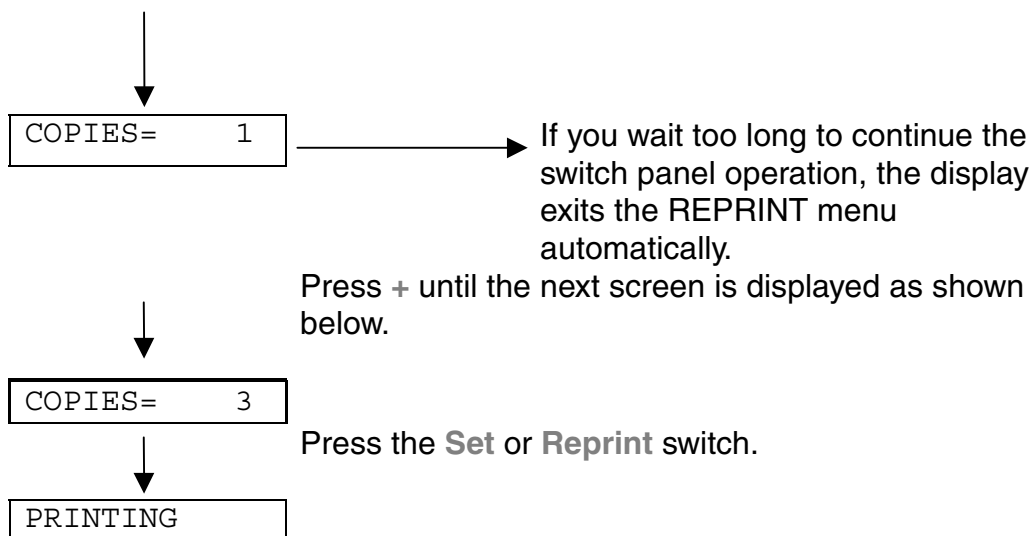 COPIES= 1
If you wait too long to continue the
switch panel operation, the display
exits the REPRINT menu
automatically.
Press + until the next screen is displayed as shown
below.
COPIES= 3
Press the Set or Reprint switch.
PRINTING